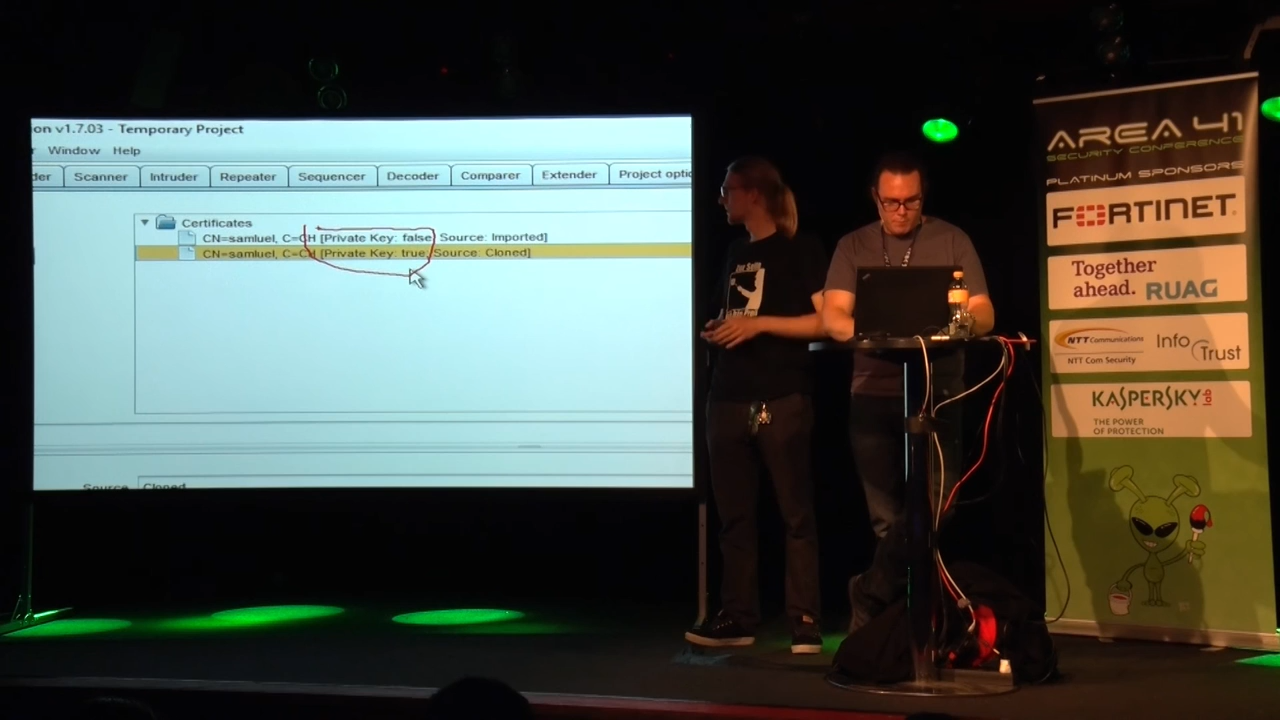 on v1.7.03 - Temporary Project
r Window Help
der Scanner Intruder Repeater Sequencer Decoder Comparer Extender Project optio
Certificates
CN=samluel, C=CH [Private Key: false, Source: Imported]
CN=samluel, C=CH [Private Key: true, Source: Cloned]
Source Cloned
AREA 41
SECURITY CONFERENCE
PLATINUM SPONSORS
FORTINET
Together
ahead. RUAG
NTT Communications
NTT Com Security
Info
Trust
KASPERSKY lab
THE POWER
OF PROTECTION